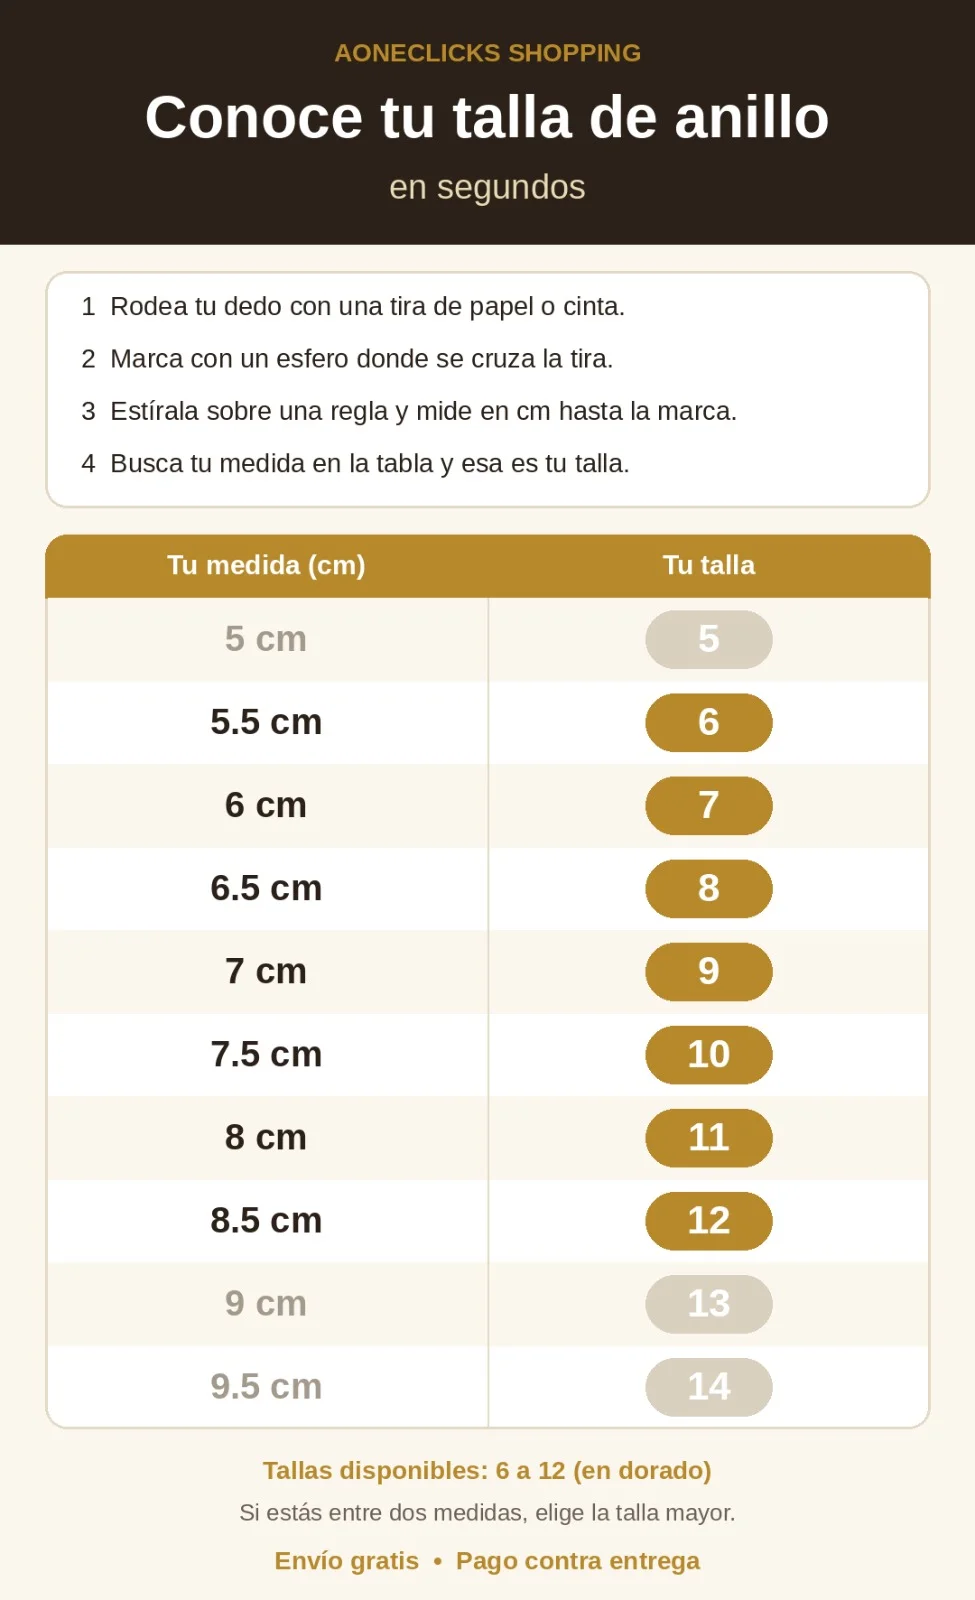 AONECLICKS SHOPPING
Conoce tu talla de anillo
en segundos
1 Rodea tu dedo con una tira de papel o cinta.
2 Marca con un esfero donde se cruza la tira.
3 Estírala sobre una regla y mide en cm hasta la marca.
4 Busca tu medida en la tabla y esa es tu talla.
Tu medida (cm) Tu talla
5 cm 5
5.5 cm 6
6 cm 7
6.5 cm 8
7 cm 9
7.5 cm 10
8 cm 11
8.5 cm 12
9 cm 13
9.5 cm 14
Tallas disponibles: 6 a 12 (en dorado)
Si estás entre dos medidas, elige la talla mayor.
Envío gratis • Pago contra entrega